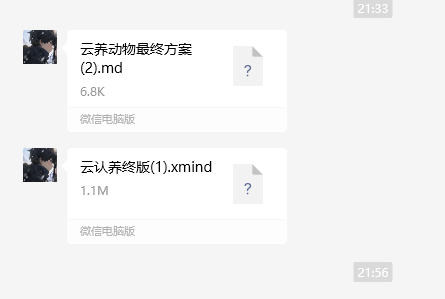 21:33
云养动物最终方案
(2).md
?
6.8K
微信电脑版
云认养终版(1).xmind
?
1.1M
微信电脑版
21:56